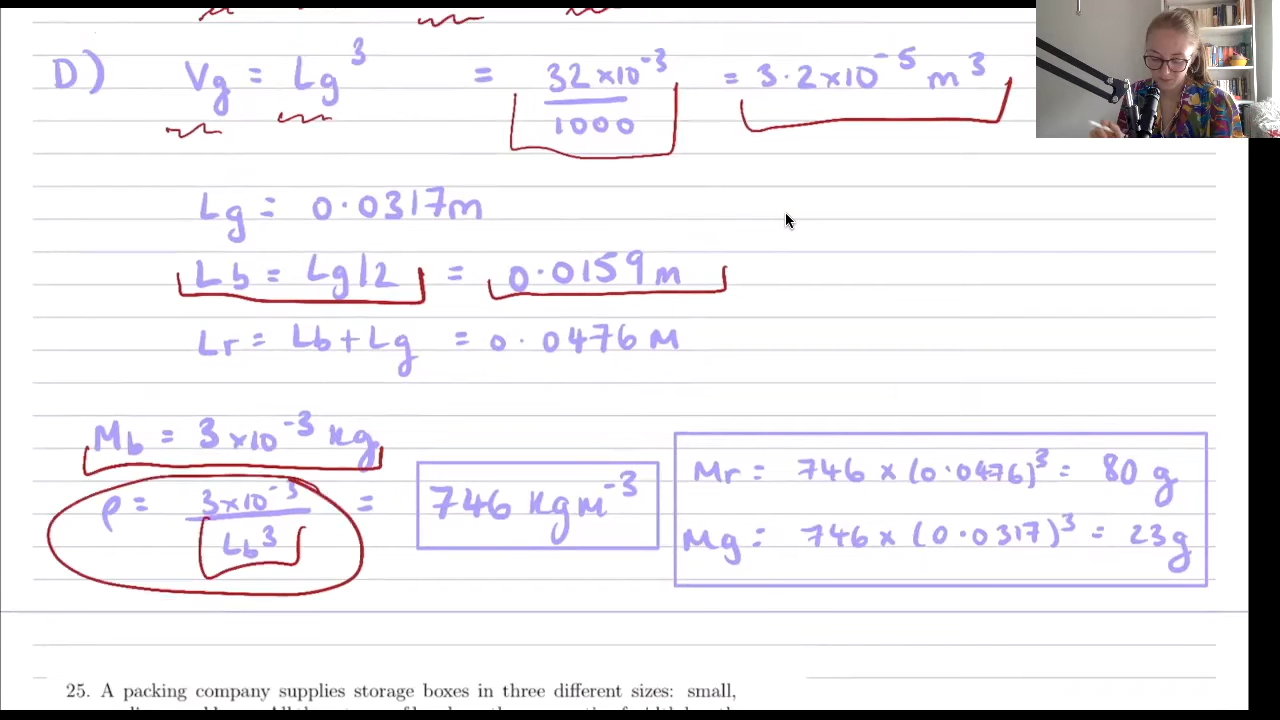 D) Vg = Lg³ = 32×10⁻³/1000 = 3.2×10⁻⁵ m³
Lg = 0.0317m
Lb = Lg/2 = 0.0159m
Lr = Lb+Lg = 0.0476 M
Mb = 3×10⁻³ kg
ρ = 3×10⁻³/Lb³ = 746 kgm⁻³
Mr = 746 × (0.0476)³ = 80 g
Mg = 746 × (0.0317)³ = 23g
25. A packing company supplies storage boxes in three different sizes: small,